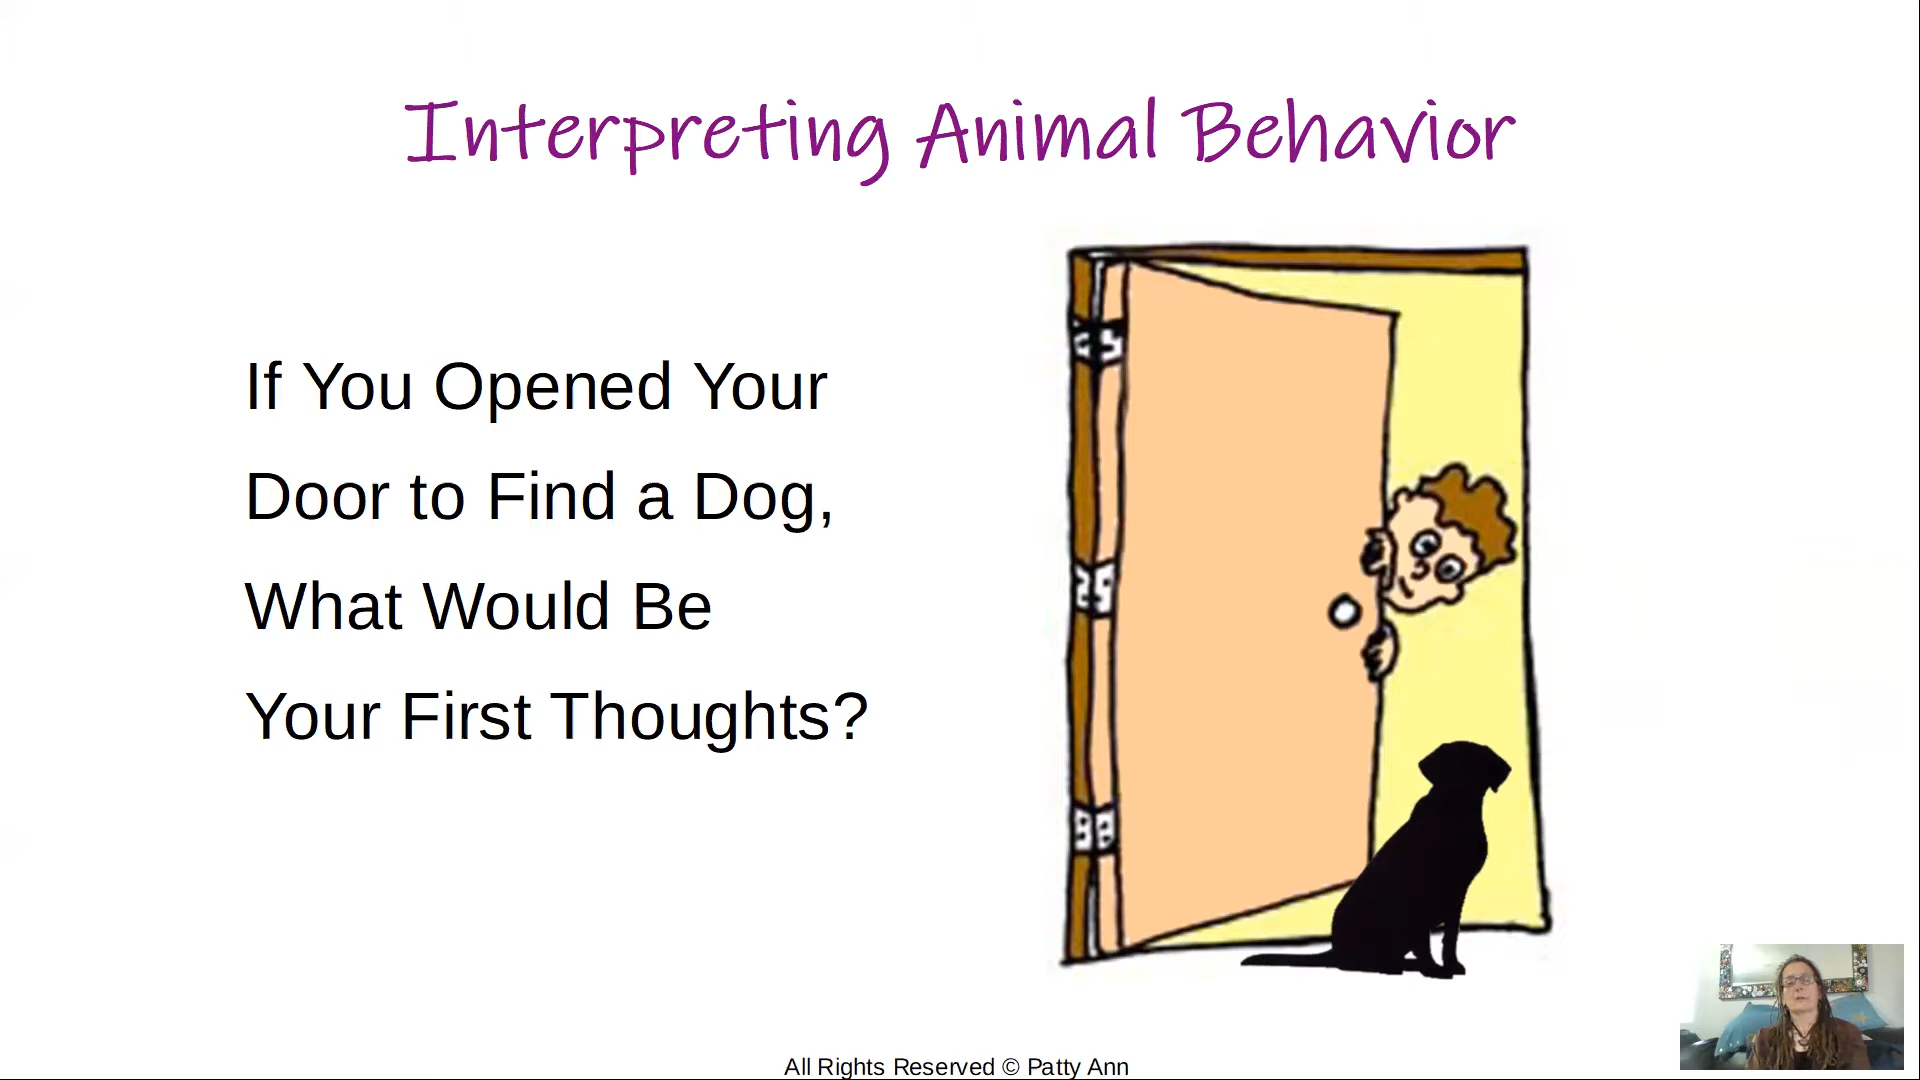 Interpreting Animal Behavior
If You Opened Your
Door to Find a Dog,
What Would Be
Your First Thoughts?
All Rights Reserved © Patty Ann